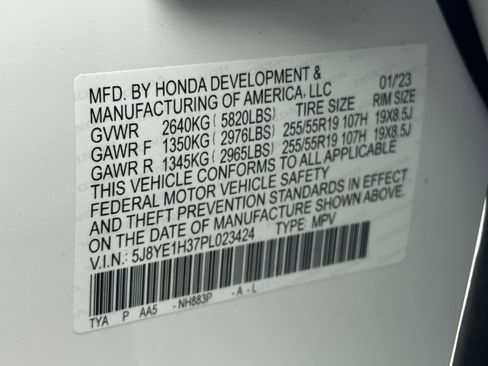 MFD. BY HONDA DEVELOPMENT & 01/'23
MANUFACTURING OF AMERICA, LLC
GVWR 2640KG ( 5820LBS) TIRE SIZE RIM SIZE
GAWR F 1350KG ( 2976LBS) 255/55R19 107H 19X8.5J
GAWR R 1345KG ( 2965LBS) 255/55R19 107H 19X8.5J
THIS VEHICLE CONFORMS TO ALL APPLICABLE
FEDERAL MOTOR VEHICLE SAFETY
AND THEFT PREVENTION STANDARDS IN EFFECT
ON THE DATE OF MANUFACTURE SHOWN ABOVE.
V.I.N.: 5J8YE1H37PL023424 TYPE MPV
TYA P AA5 -NH883P -A-L